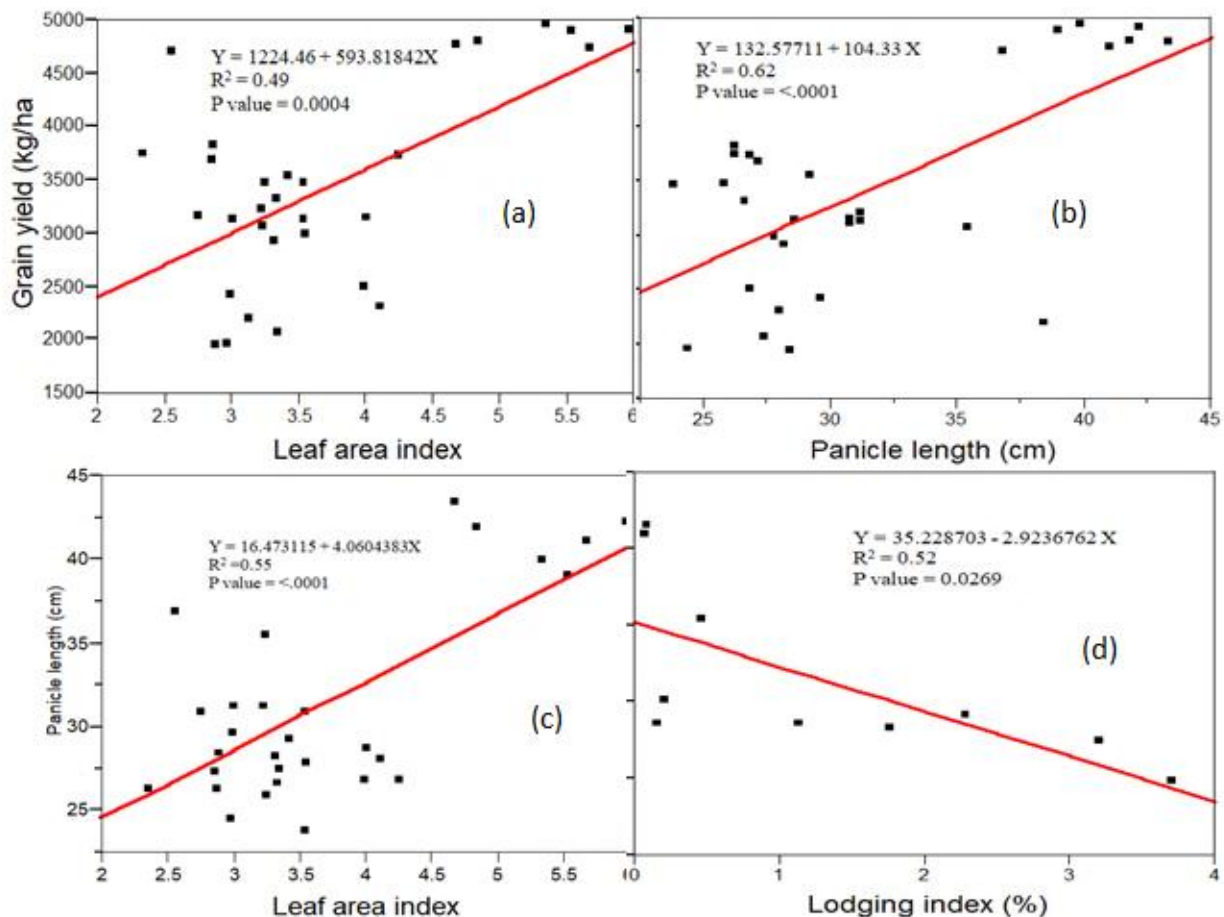 5000
4500
4000
3500
3000
2500
2000
1500
Grain yield (kg/ha)
Y = 1224.46 + 593.81842X
R² = 0.49
P value = 0.0004
(a)
2 2.5 3 3.5 4 4.5 5 5.5 6
Leaf area index
Y = 132.57711 + 104.33 X
R² = 0.62
P value = <.0001
(b)
25 30 35 40 45
Panicle length (cm)
45
40
35
30
25
Panicle length (cm)
Y = 16.473115 + 4.0604383X
R² =0.55
P value = <.0001
(c)
2 2.5 3 3.5 4 4.5 5 5.5
Leaf area index
Y = 35.228703 - 2.9236762 X
R² = 0.52
P value = 0.0269
(d)
0 1 2 3 4
Lodging index (%)